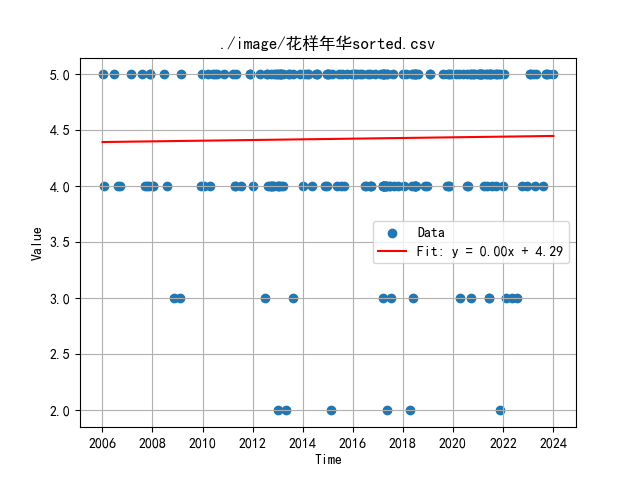 ./image/花样年华sorted.csv
5.0
4.5
4.0
3.5
3.0
2.5
2.0
Value
Data
Fit: y = 0.00x + 4.29
2006 2008 2010 2012 2014 2016 2018 2020 2022 2024
Time